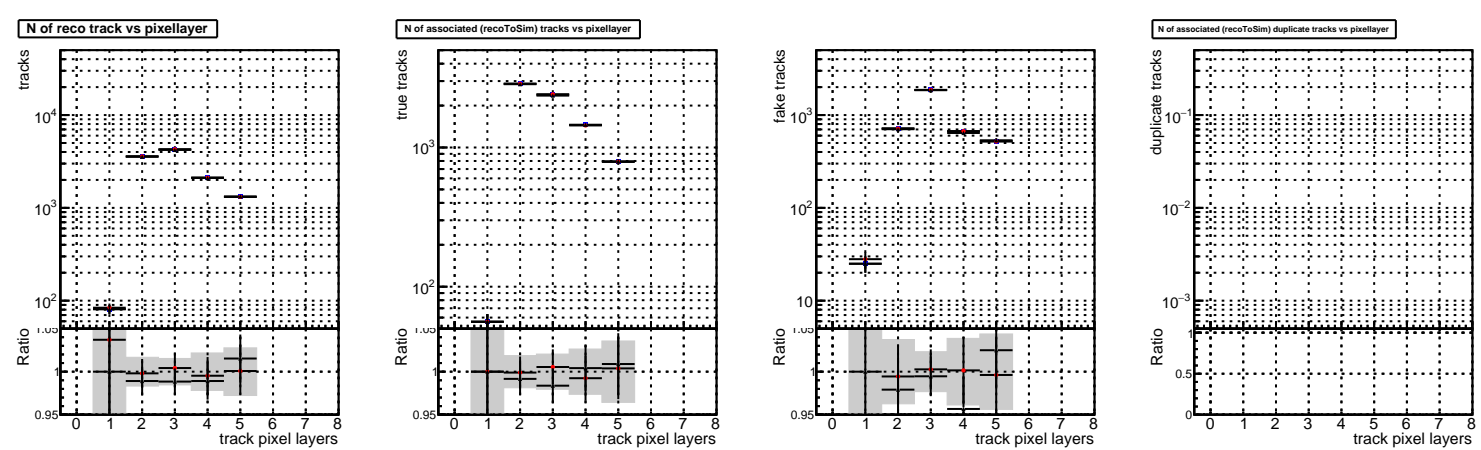 N of reco track vs pixellayer
tracks
10^4
10^3
10^2
Ratio
1.05
1
0.95
0 1 2 3 4 5 6 7 8
track pixel layers
N of associated (recoToSim) tracks vs pixellayer
true tracks
10^3
10^2
Ratio
1.05
1
0.95
0 1 2 3 4 5 6 7 8
track pixel layers
fake tracks
10^3
10^2
10
Ratio
1.05
1
0.95
0 1 2 3 4 5 6 7 8
track pixel layers
N of associated (recoToSim) duplicate tracks vs pixellayer
duplicate tracks
10^−1
10^−2
10^−3
Ratio
1
0.5
0
0 1 2 3 4 5 6 7 8
track pixel layers